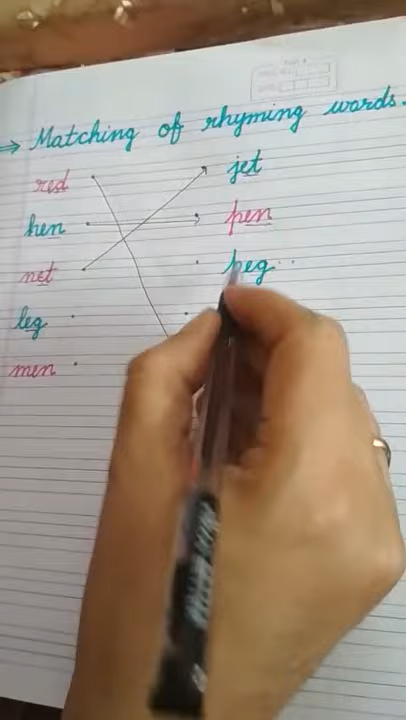 ⇒ Matching of rhyming words.
red jet
hen pen
net peg
leg
men